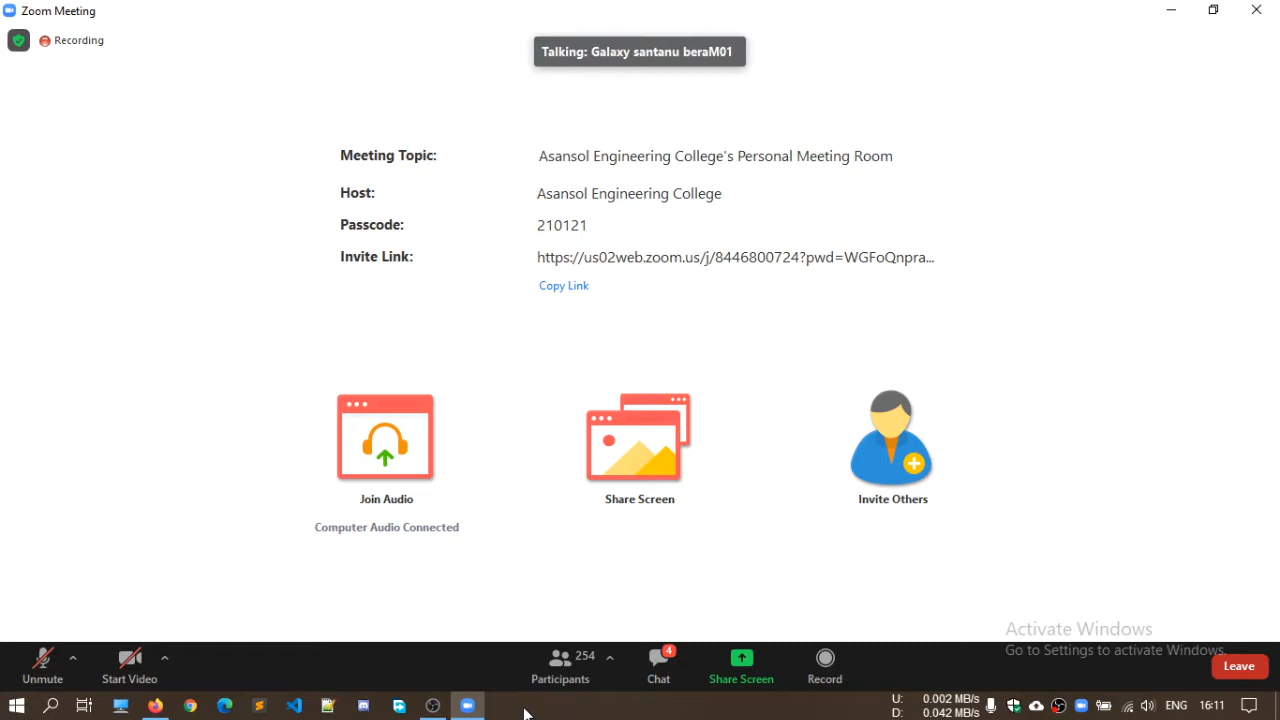 Zoom Meeting
Recording
Talking: Galaxy santanu beraM01
Meeting Topic: Asansol Engineering College's Personal Meeting Room
Host: Asansol Engineering College
Passcode: 210121
Invite Link: https://us02web.zoom.us/j/8446800724?pwd=WGFoQnpra...
Copy Link
Join Audio Share Screen Invite Others
Computer Audio Connected
Activate Windows
Go to Settings to activate Windows.
Unmute Start Video 254 Participants 4 Chat Share Screen Record Leave
U: 0.002 MB/s
D: 0.042 MB/s
ENG 16:11